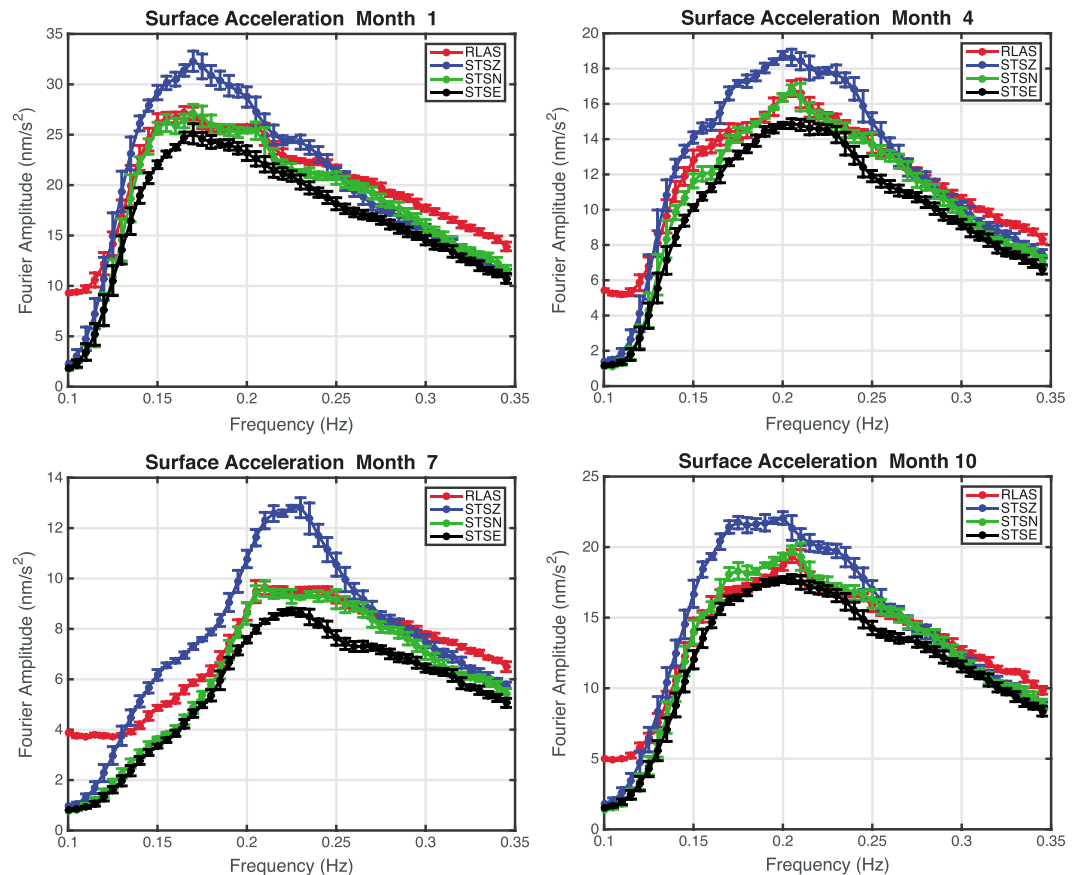 Surface Acceleration Month 1
35
30
25
20
15
10
5
0
Fourier Amplitude (nm/s²)
RLAS
STSZ
STSN
STSE
0.1 0.15 0.2 0.25 0.3 0.35
Frequency (Hz)
Surface Acceleration Month 4
20
18
16
14
12
10
8
6
4
2
0
Fourier Amplitude (nm/s²)
RLAS
STSZ
STSN
STSE
0.1 0.15 0.2 0.25 0.3 0.35
Frequency (Hz)
Surface Acceleration Month 7
14
12
10
8
6
4
2
0
Fourier Amplitude (nm/s²)
RLAS
STSZ
STSN
STSE
0.1 0.15 0.2 0.25 0.3 0.35
Frequency (Hz)
Surface Acceleration Month 10
25
20
15
10
5
0
Fourier Amplitude (nm/s²)
RLAS
STSZ
STSN
STSE
0.1 0.15 0.2 0.25 0.3 0.35
Frequency (Hz)